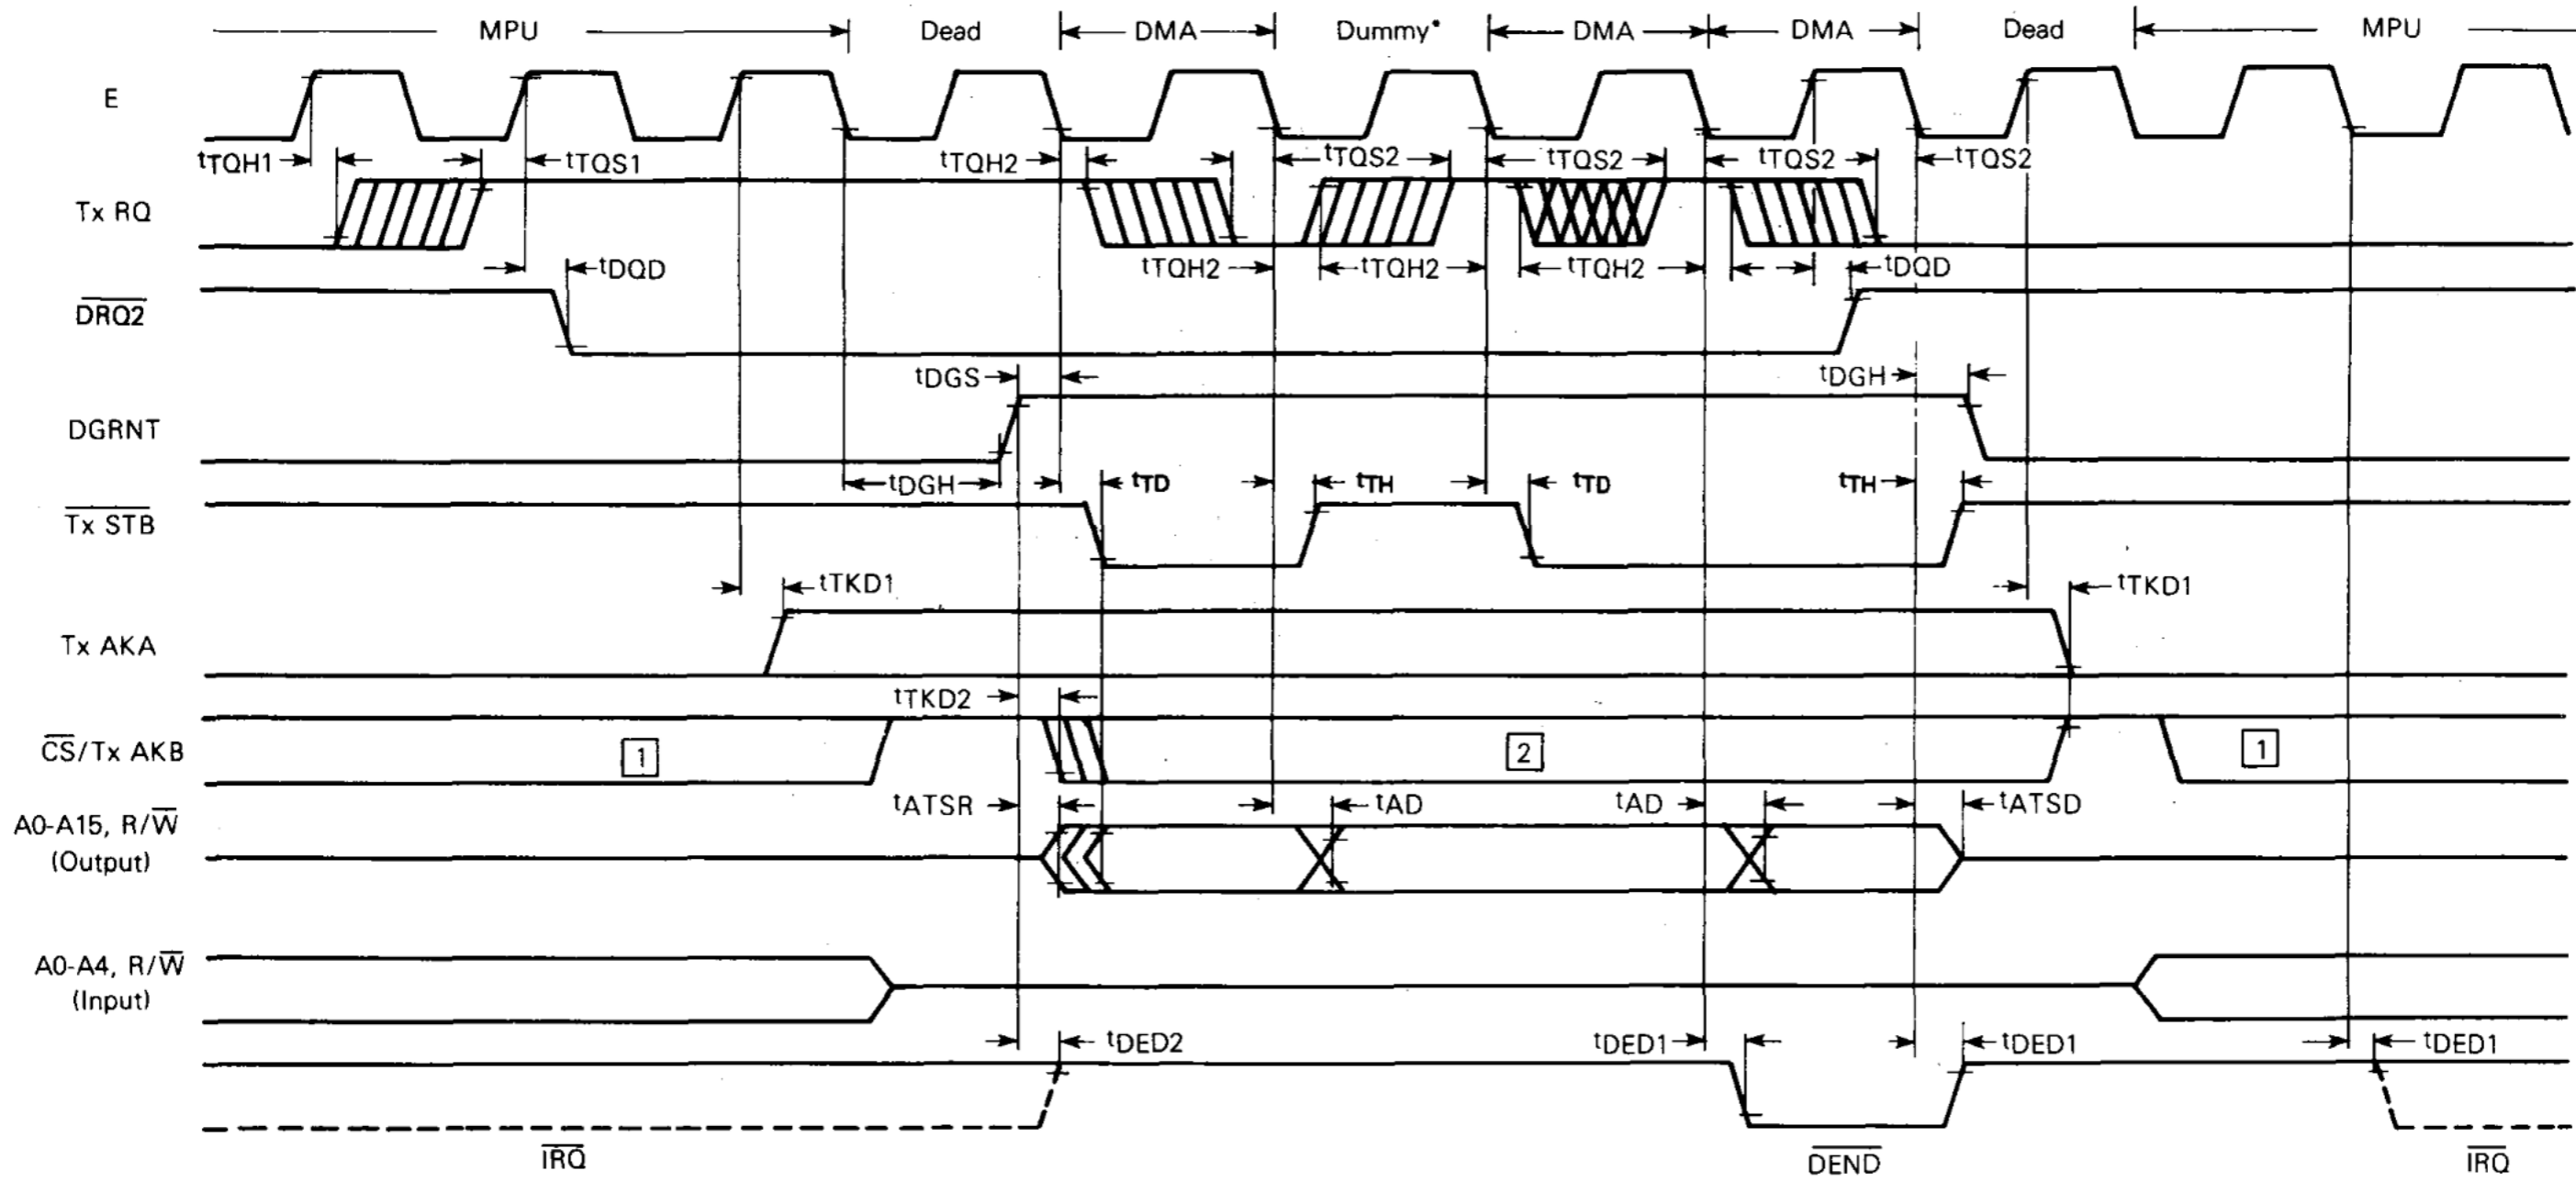 MPU Dead DMA Dummy* DMA DMA Dead MPU
E
tTQH1 tTQS1 tTQH2 tTQS2 tTQS2 tTQS2 tTQS2
Tx RQ
tDQD tTQH2 tTQH2 tTQH2 tDQD
DRQ2
tDGS tDGH
DGRNT
tDGH tTD tTH tTD tTH
Tx STB
tTKD1 tTKD1
Tx AKA
tTKD2
CS/Tx AKB 1 2 1
tATSR tAD tAD tATSD
A0-A15, R/W
(Output)
A0-A4, R/W
(Input)
tDED2 tDED1 tDED1 tDED1
IRQ DEND IRQ